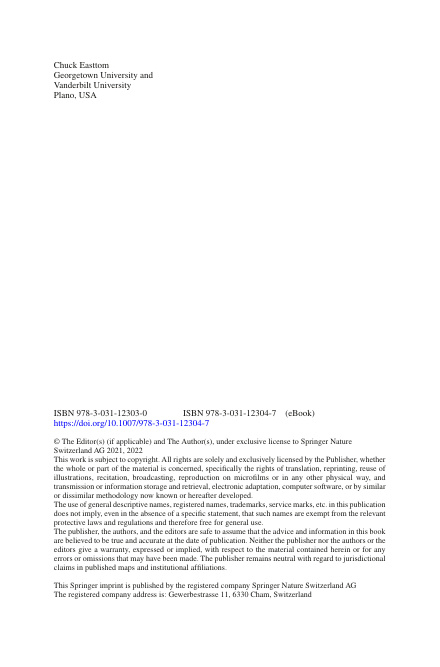 Chuck Easttom
Georgetown University and
Vanderbilt University
Plano, USA
ISBN 978-3-031-12303-0 ISBN 978-3-031-12304-7 (eBook)
https://doi.org/10.1007/978-3-031-12304-7
© The Editor(s) (if applicable) and The Author(s), under exclusive license to Springer Nature
Switzerland AG 2021, 2022
This work is subject to copyright. All rights are solely and exclusively licensed by the Publisher, whether
the whole or part of the material is concerned, specifically the rights of translation, reprinting, reuse of
illustrations, recitation, broadcasting, reproduction on microfilms or in any other physical way, and
transmission or information storage and retrieval, electronic adaptation, computer software, or by similar
or dissimilar methodology now known or hereafter developed.
The use of general descriptive names, registered names, trademarks, service marks, etc. in this publication
does not imply, even in the absence of a specific statement, that such names are exempt from the relevant
protective laws and regulations and therefore free for general use.
The publisher, the authors, and the editors are safe to assume that the advice and information in this book
are believed to be true and accurate at the date of publication. Neither the publisher nor the authors or the
editors give a warranty, expressed or implied, with respect to the material contained herein or for any
errors or omissions that may have been made. The publisher remains neutral with regard to jurisdictional
claims in published maps and institutional affiliations.
This Springer imprint is published by the registered company Springer Nature Switzerland AG
The registered company address is: Gewerbestrasse 11, 6330 Cham, Switzerland